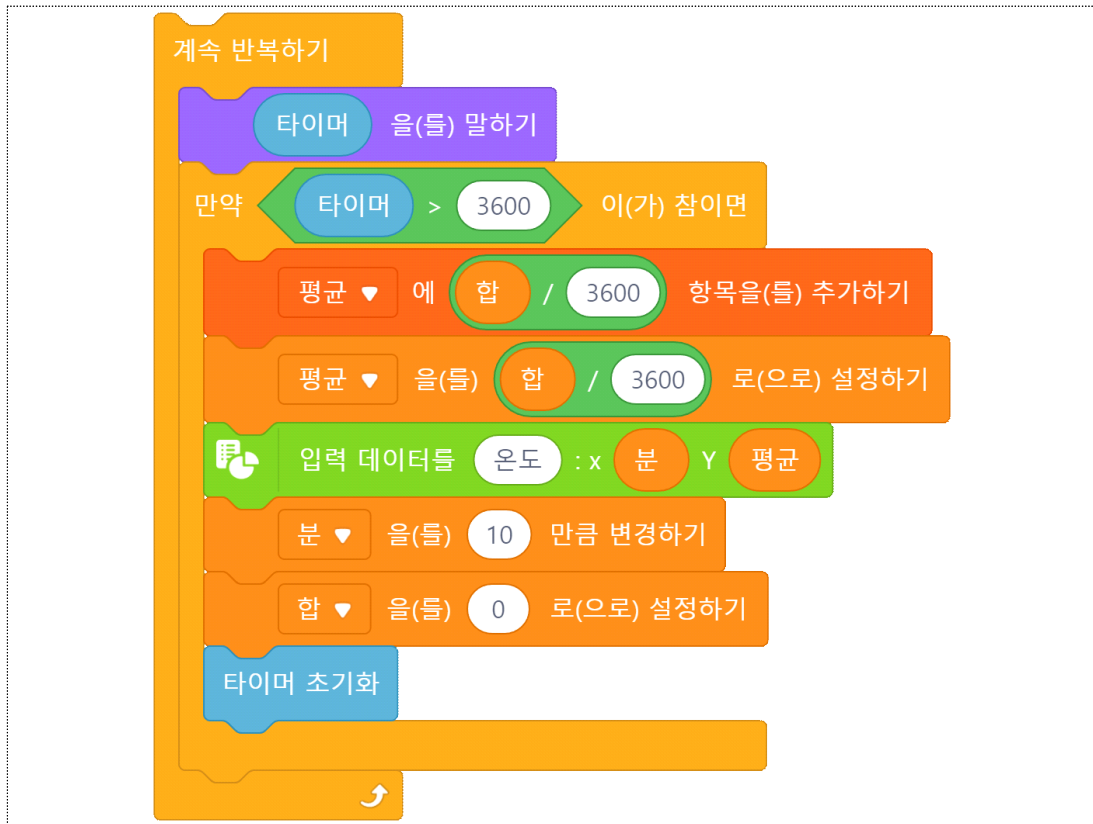 계속 반복하기
타이머 을(를) 말하기
만약 타이머 > 3600 이(가) 참이면
평균 에 합 / 3600 항목을(를) 추가하기
평균 을(를) 합 / 3600 로(으로) 설정하기
입력 데이터를 온도 : x 분 Y 평균
분 을(를) 10 만큼 변경하기
합 을(를) 0 로(으로) 설정하기
타이머 초기화